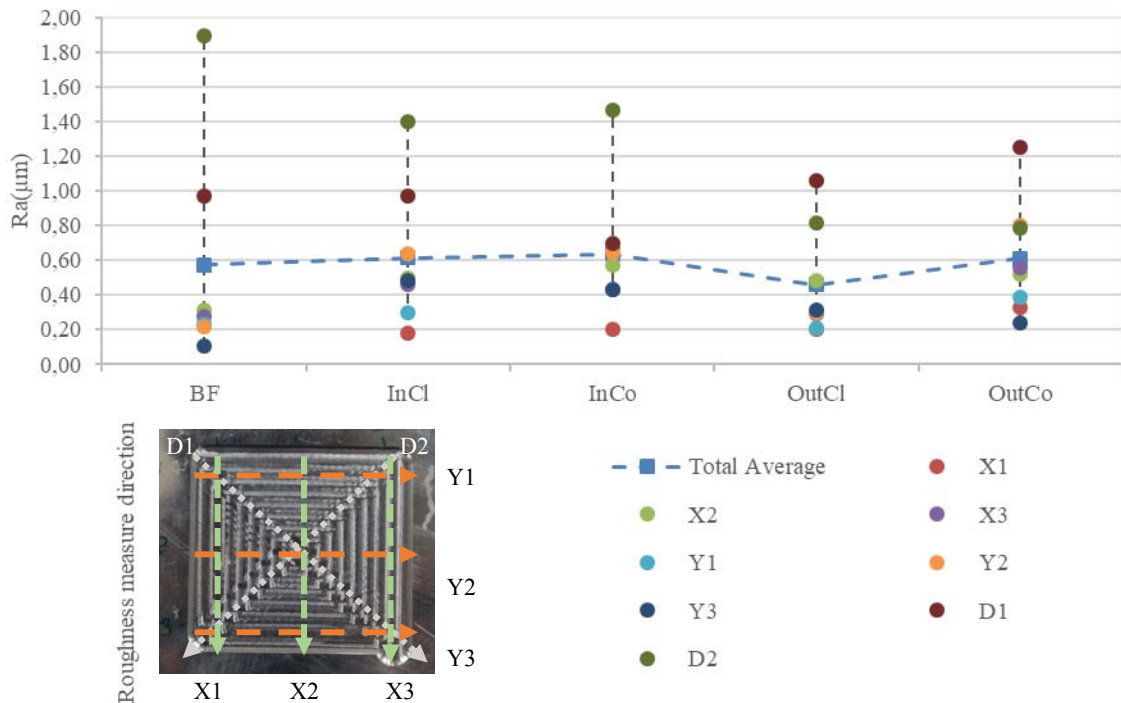 2,00
1,80
1,60
1,40
1,20
1,00
0,80
0,60
0,40
0,20
0,00
Ra(μm)
BF InCl InCo OutCl OutCo
Roughness measure direction
D1 D2
Y1
Y2
Y3
X1 X2 X3
Total Average X1
X2 X3
Y1 Y2
Y3 D1
D2